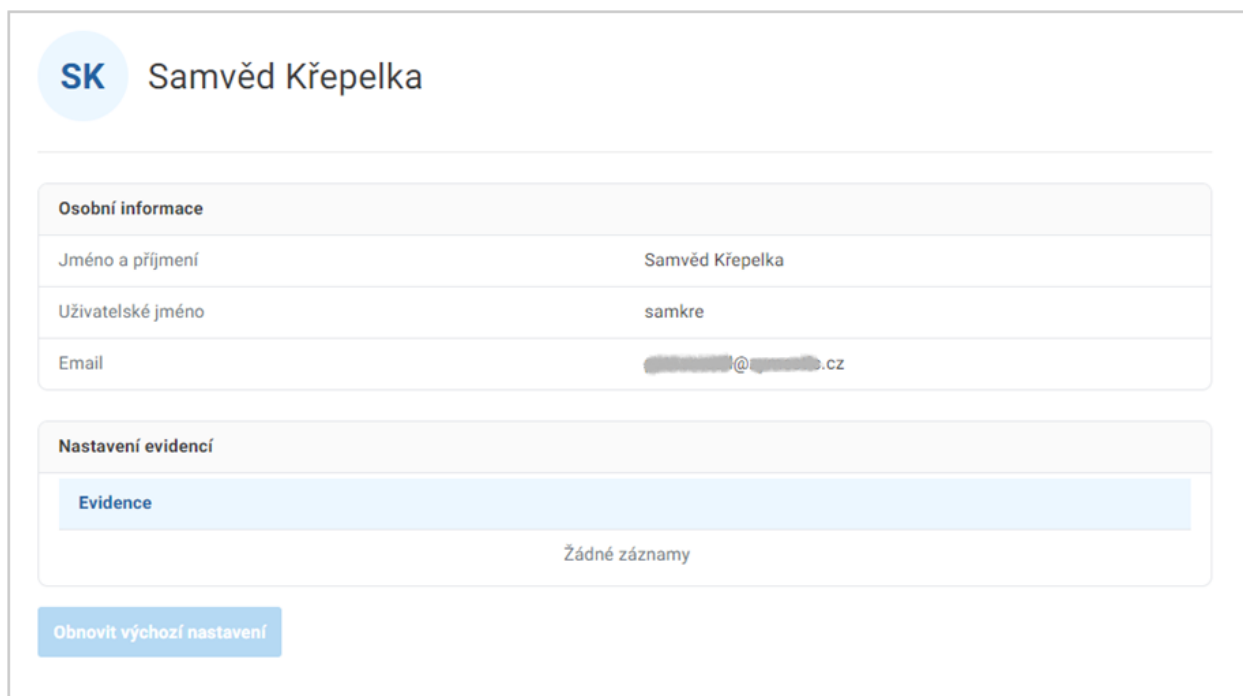 SK Samvěd Křepelka
Osobní informace
Jméno a příjmení Samvěd Křepelka
Uživatelské jméno samkre
Email @ .cz
Nastavení evidencí
Evidence
Žádné záznamy
Obnovit výchozí nastavení